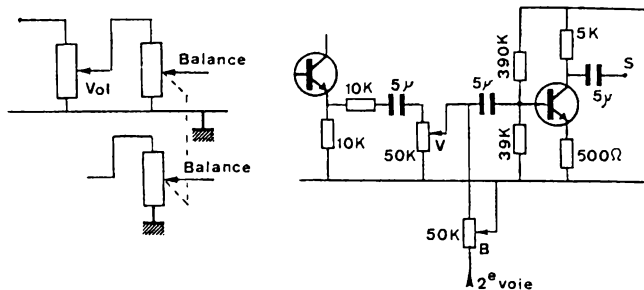 Balance
Vol
Balance
10K
5μ
10K
50K
V
5μ
390K
39K
5K
S
5μ
500Ω
50K
B
2e voie